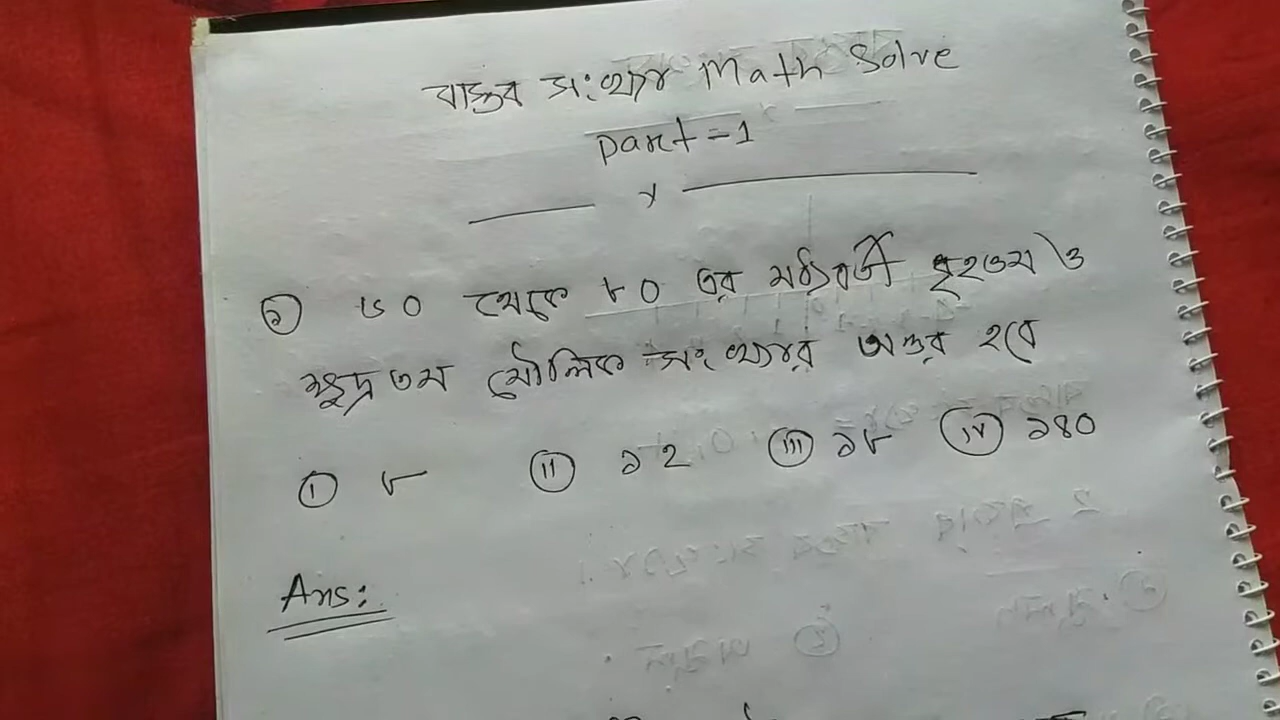 বাস্তব সংখ্যার Math Solve
Part-1
x
১ ৬০ থেকে ৮০ এর মধ্যবর্তী বৃহত্তম ও
ক্ষুদ্রতম মৌলিক সংখ্যার অন্তর হবে
i ৮ ii ১২ iii ১৮ iv ১৪০
Ans: